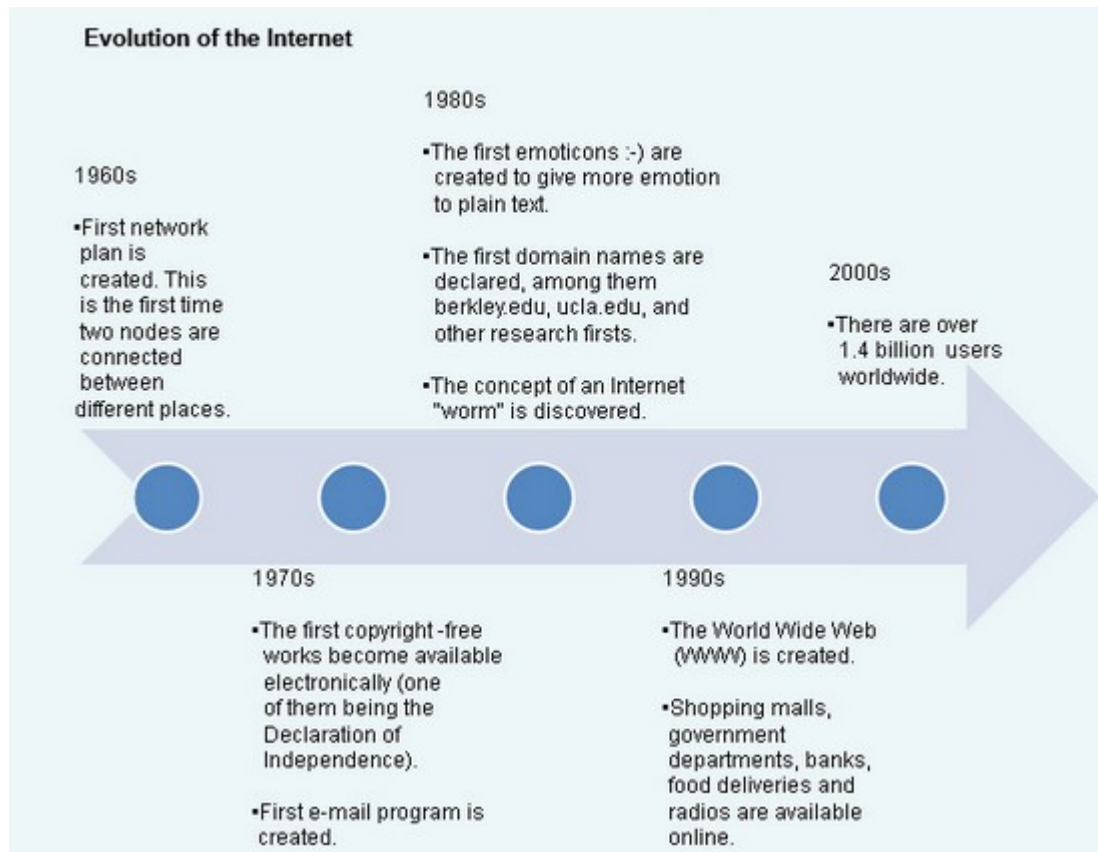 Evolution of the Internet
1960s
▪First network
plan is
created. This
is the first time
two nodes are
connected
between
different places.
1970s
▪The first copyright -free
works become available
electronically (one
of them being the
Declaration of
Independence).
▪First e-mail program is
created.
1980s
▪The first emoticons :-) are
created to give more emotion
to plain text.
▪The first domain names are
declared, among them
berkley.edu, ucla.edu, and
other research firsts.
▪The concept of an Internet
"worm" is discovered.
1990s
▪The World Wide Web
(WWW) is created.
▪Shopping malls,
government
departments, banks,
food deliveries and
radios are available
online.
2000s
▪There are over
1.4 billion users
worldwide.